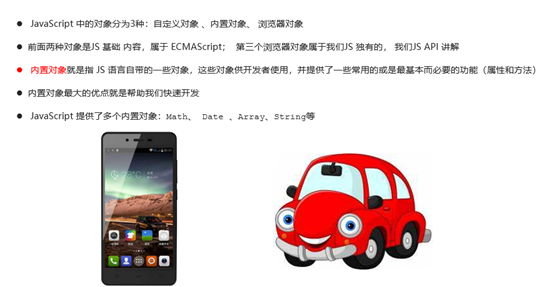 JavaScript 中的对象分为3种：自定义对象 、内置对象、 浏览器对象
前面两种对象是JS 基础 内容，属于 ECMAScript； 第三个浏览器对象属于我们JS 独有的， 我们JS API 讲解
内置对象就是指 JS 语言自带的一些对象，这些对象供开发者使用，并提供了一些常用的或是最基本而必要的功能（属性和方法）
内置对象最大的优点就是帮助我们快速开发
JavaScript 提供了多个内置对象：Math、 Date 、Array、String等